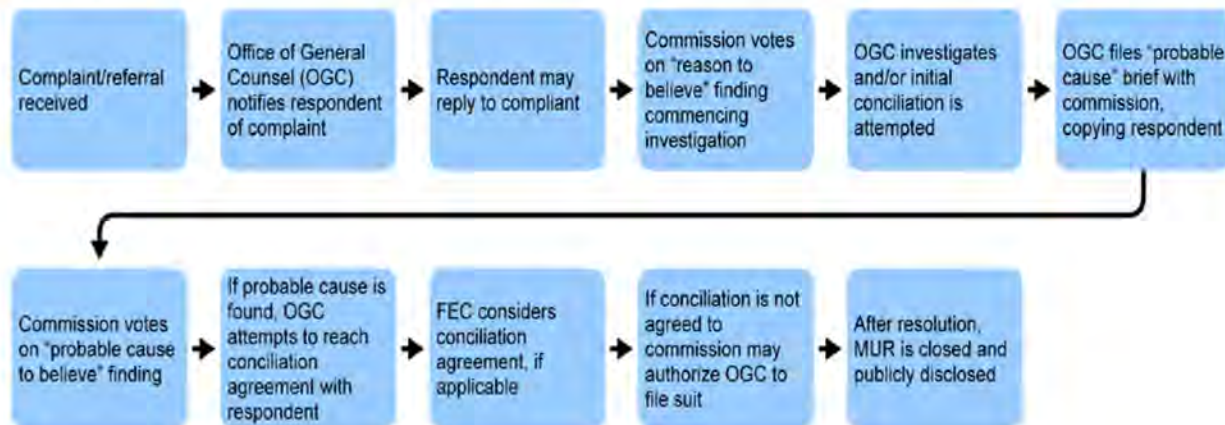 Complaint/referral
received
Office of General
Counsel (OGC)
notifies respondent
of complaint
Respondent may
reply to compliant
Commission votes
on “reason to
believe” finding
commencing
investigation
OGC investigates
and/or initial
conciliation is
attempted
OGC files “probable
cause” brief with
commission,
copying respondent
Commission votes
on “probable cause
to believe” finding
If probable cause is
found, OGC
attempts to reach
conciliation
agreement with
respondent
FEC considers
conciliation
agreement, if
applicable
If conciliation is not
agreed to
commission may
authorize OGC to
file suit
After resolution,
MUR is closed and
publicly disclosed